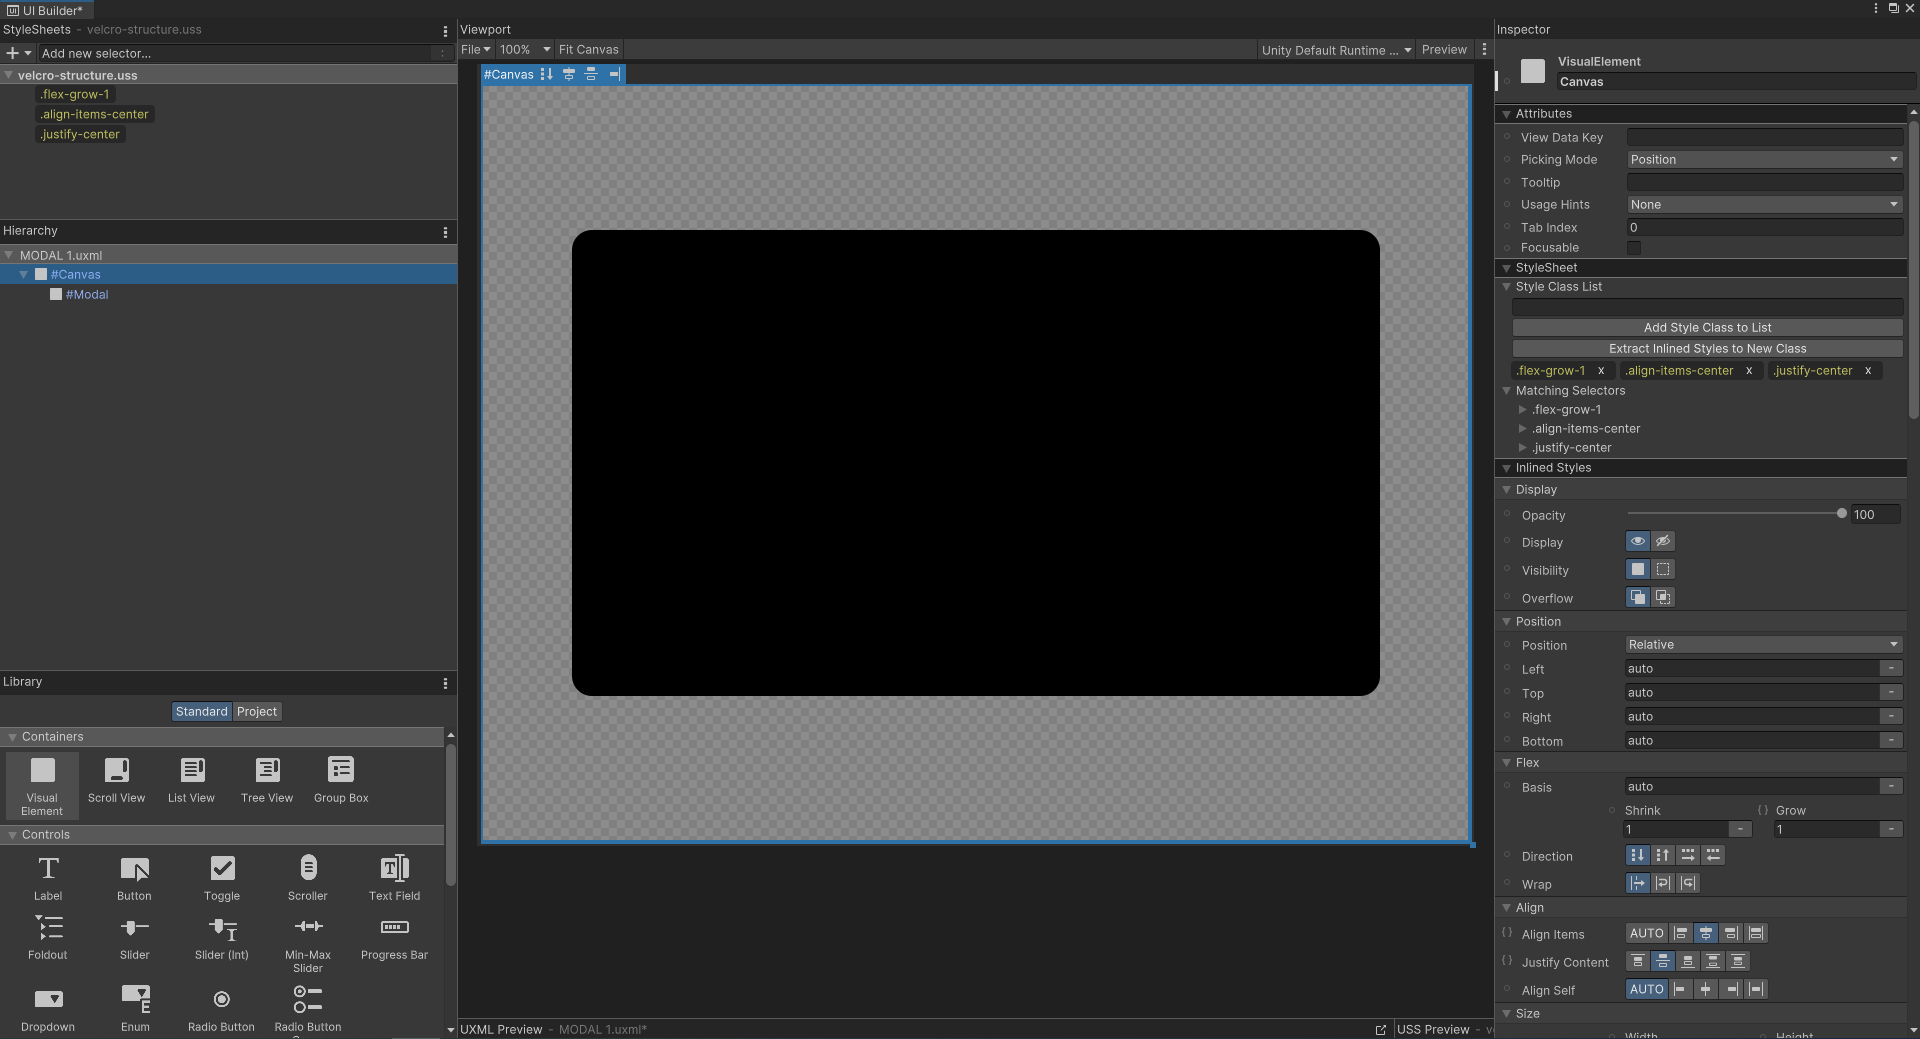 UI Builder*
StyleSheets - velcro-structure.uss
Add new selector...
velcro-structure.uss
.flex-grow-1
.align-items-center
.justify-center
Hierarchy
MODAL 1.uxml
#Canvas
#Modal
Library
Standard Project
Containers
Visual Element
Scroll View
List View
Tree View
Group Box
Controls
Label
Button
Toggle
Scroller
Text Field
Foldout
Slider
Slider (Int)
Min-Max Slider
Progress Bar
Dropdown
Enum
Radio Button
Radio Button
Viewport
File 100% Fit Canvas
Unity Default Runtime ... Preview
#Canvas
UXML Preview - MODAL 1.uxml*
USS Preview -
Inspector
VisualElement
Canvas
Attributes
View Data Key
Picking Mode Position
Tooltip
Usage Hints None
Tab Index 0
Focusable
StyleSheet
Style Class List
Add Style Class to List
Extract Inlined Styles to New Class
.flex-grow-1 x .align-items-center x .justify-center x
Matching Selectors
.flex-grow-1
.align-items-center
.justify-center
Inlined Styles
Display
Opacity 100
Display
Visibility
Overflow
Position
Position Relative
Left auto -
Top auto -
Right auto -
Bottom auto -
Flex
Basis auto -
Shrink {} Grow
1 - 1 -
Direction
Wrap
Align
{} Align Items AUTO
{} Justify Content
Align Self AUTO
Size
Width Height